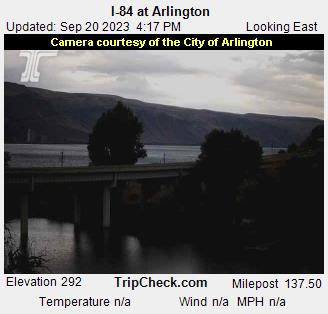 I-84 at Arlington
Updated: Sep 20 2023 4:17 PM Looking East
Camera courtesy of the City of Arlington
Elevation 292 TripCheck.com Milepost 137.50
Temperature n/a Wind n/a MPH n/a